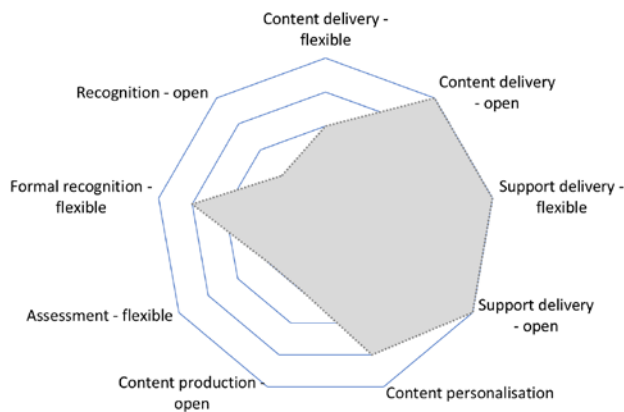 Content delivery -
flexible
Content delivery
- open
Support delivery -
flexible
Support delivery
- open
Content personalisation
Content production -
open
Assessment - flexible
Formal recognition -
flexible
Recognition - open